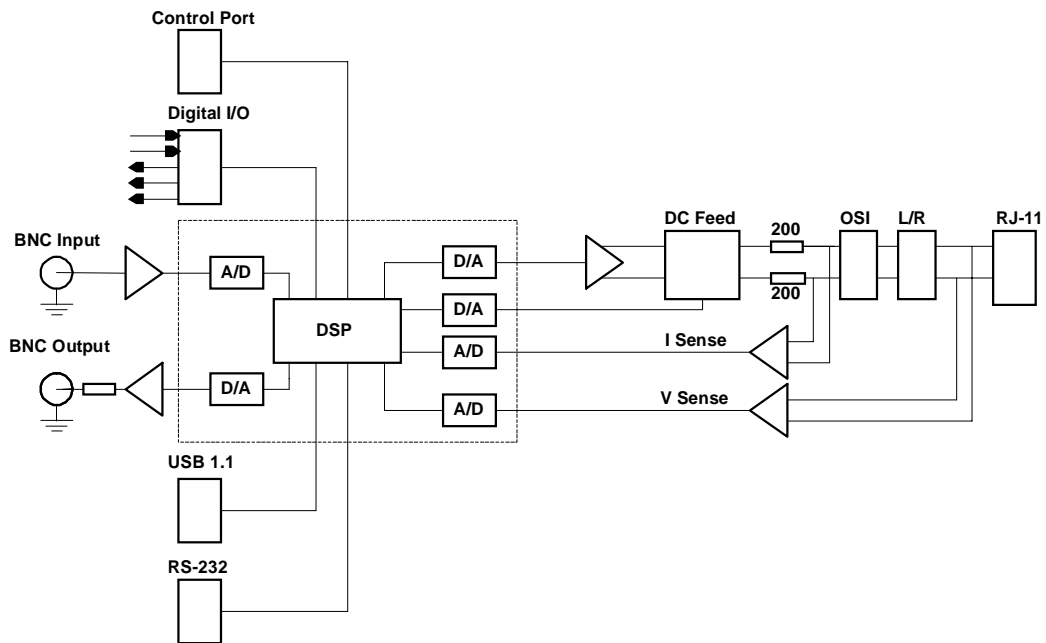 Control Port
Digital I/O
DC Feed
200
OSI
L/R
RJ-11
BNC Input
A/D
D/A
200
D/A
DSP
I Sense
A/D
BNC Output
D/A
V Sense
A/D
USB 1.1
RS-232